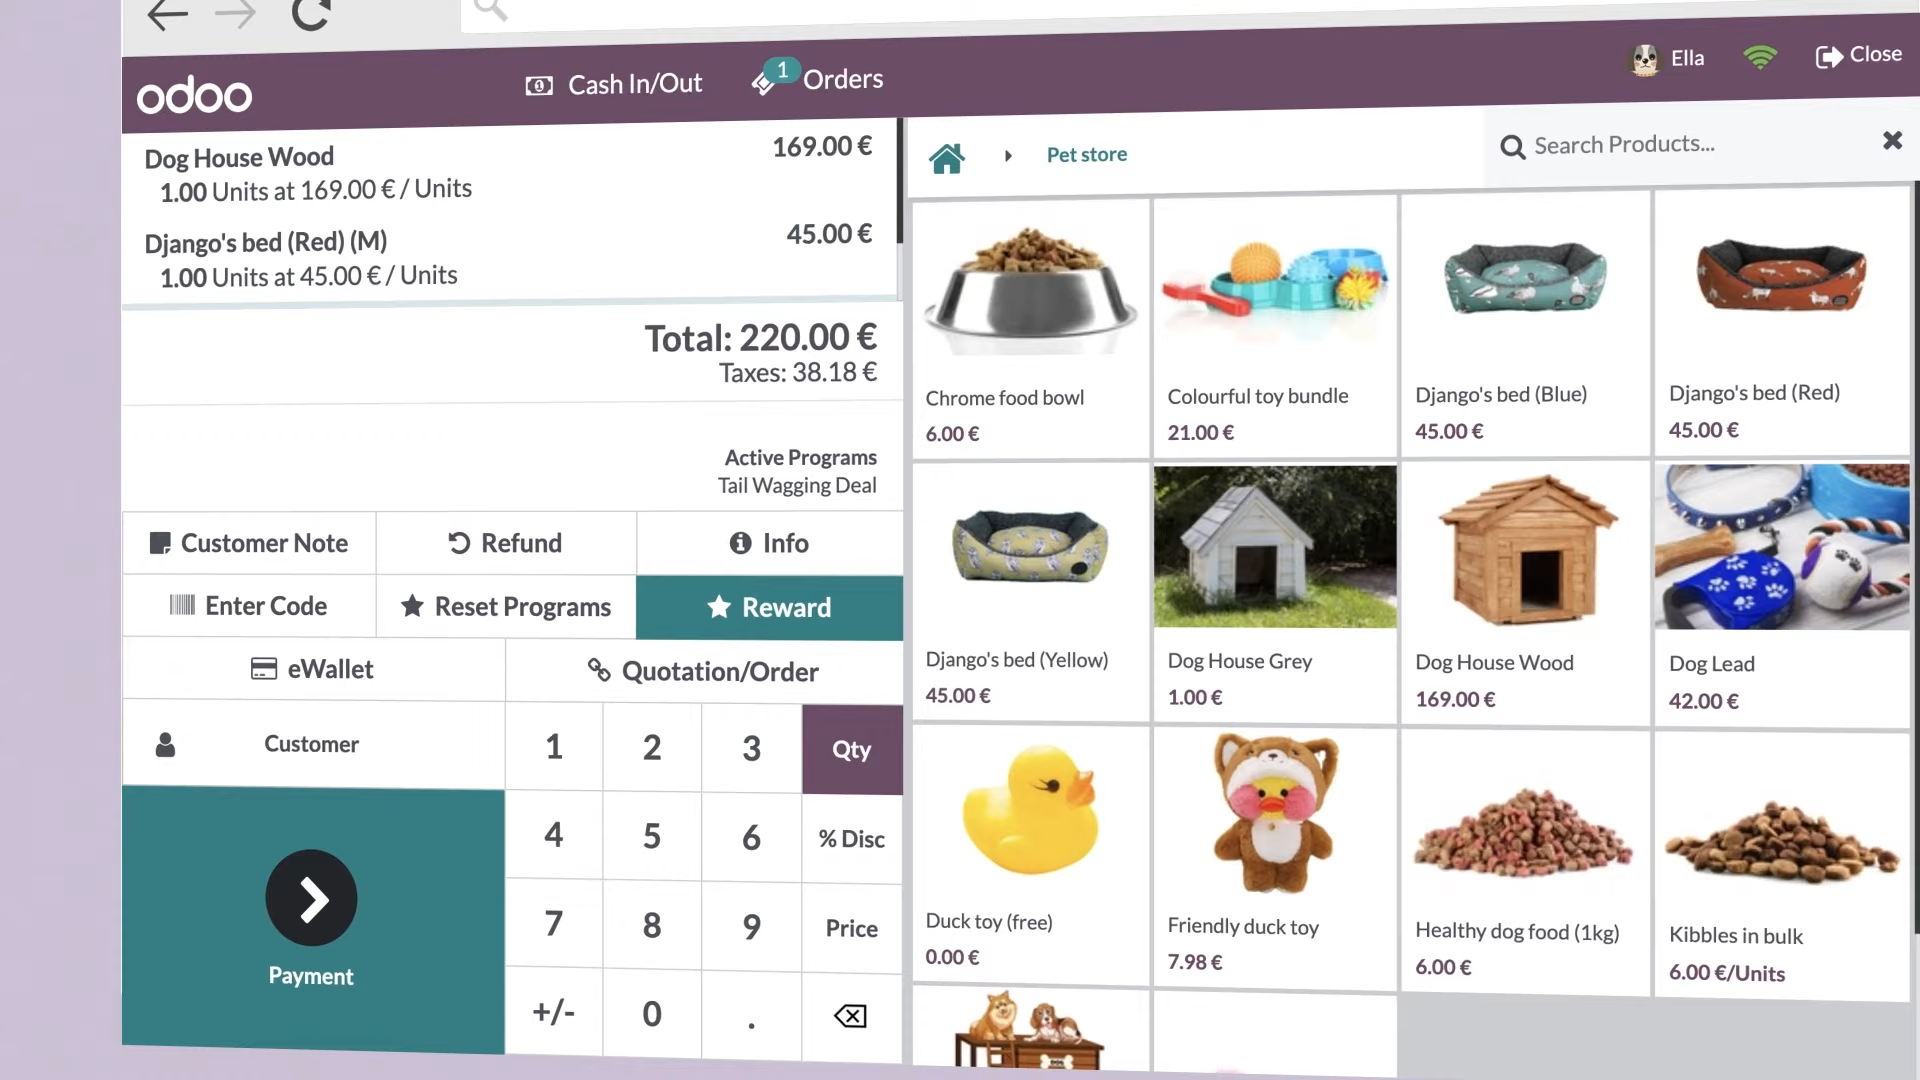 odoo
Cash In/Out
1
Orders
Ella
Close
Dog House Wood
169.00 €
1.00 Units at 169.00 € / Units
Django's bed (Red) (M)
45.00 €
1.00 Units at 45.00 € / Units
Total: 220.00 €
Taxes: 38.18 €
Active Programs
Tail Wagging Deal
Customer Note
Refund
Info
Enter Code
Reset Programs
Reward
eWallet
Quotation/Order
Customer
1
2
3
Qty
4
5
6
% Disc
7
8
9
Price
+/-
0
.
Payment
Pet store
Search Products...
Chrome food bowl
6.00 €
Colourful toy bundle
21.00 €
Django's bed (Blue)
45.00 €
Django's bed (Red)
45.00 €
Django's bed (Yellow)
45.00 €
Dog House Grey
1.00 €
Dog House Wood
169.00 €
Dog Lead
42.00 €
Duck toy (free)
0.00 €
Friendly duck toy
7.98 €
Healthy dog food (1kg)
6.00 €
Kibbles in bulk
6.00 €/Units